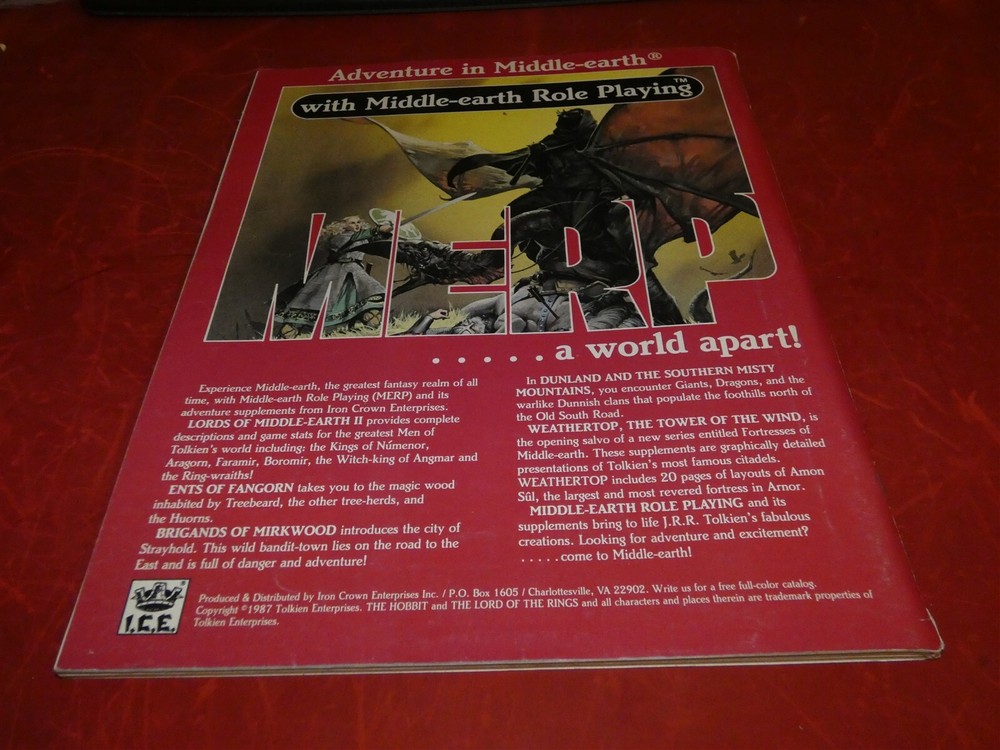 Adventure in Middle-earth®
with Middle-earth Role Playing™
MERP
.....a world apart!
Experience Middle-earth, the greatest fantasy realm of all
time, with Middle-earth Role Playing (MERP) and its
adventure supplements from Iron Crown Enterprises.
LORDS OF MIDDLE-EARTH II provides complete
descriptions and game stats for the greatest Men of
Tolkien's world including: the Kings of Númenor,
Aragorn, Faramir, Boromir, the Witch-king of Angmar and
the Ring-wraiths!
ENTS OF FANGORN takes you to the magic wood
inhabited by Treebeard, the other tree-herds, and
the Huorns.
BRIGANDS OF MIRKWOOD introduces the city of
Strayhold. This wild bandit-town lies on the road to the
East and is full of danger and adventure!
In DUNLAND AND THE SOUTHERN MISTY
MOUNTAINS, you encounter Giants, Dragons, and the
warlike Dunnish clans that populate the foothills north of
the Old South Road.
WEATHERTOP, THE TOWER OF THE WIND, is
the opening salvo of a new series entitled Fortresses of
Middle-earth. These supplements are graphically detailed
presentations of Tolkien's most famous citadels.
WEATHERTOP includes 20 pages of layouts of Amon
Sûl, the largest and most revered fortress in Arnor.
MIDDLE-EARTH ROLE PLAYING and its
supplements bring to life J.R.R. Tolkien's fabulous
creations. Looking for adventure and excitement?
.....come to Middle-earth!
I.C.E.®
Produced & Distributed by Iron Crown Enterprises Inc. / P.O. Box 1605 / Charlottesville, VA 22902. Write us for a free full-color catalog.
Copyright ©1987 Tolkien Enterprises. THE HOBBIT and THE LORD OF THE RINGS and all characters and places therein are trademark properties of
Tolkien Enterprises.